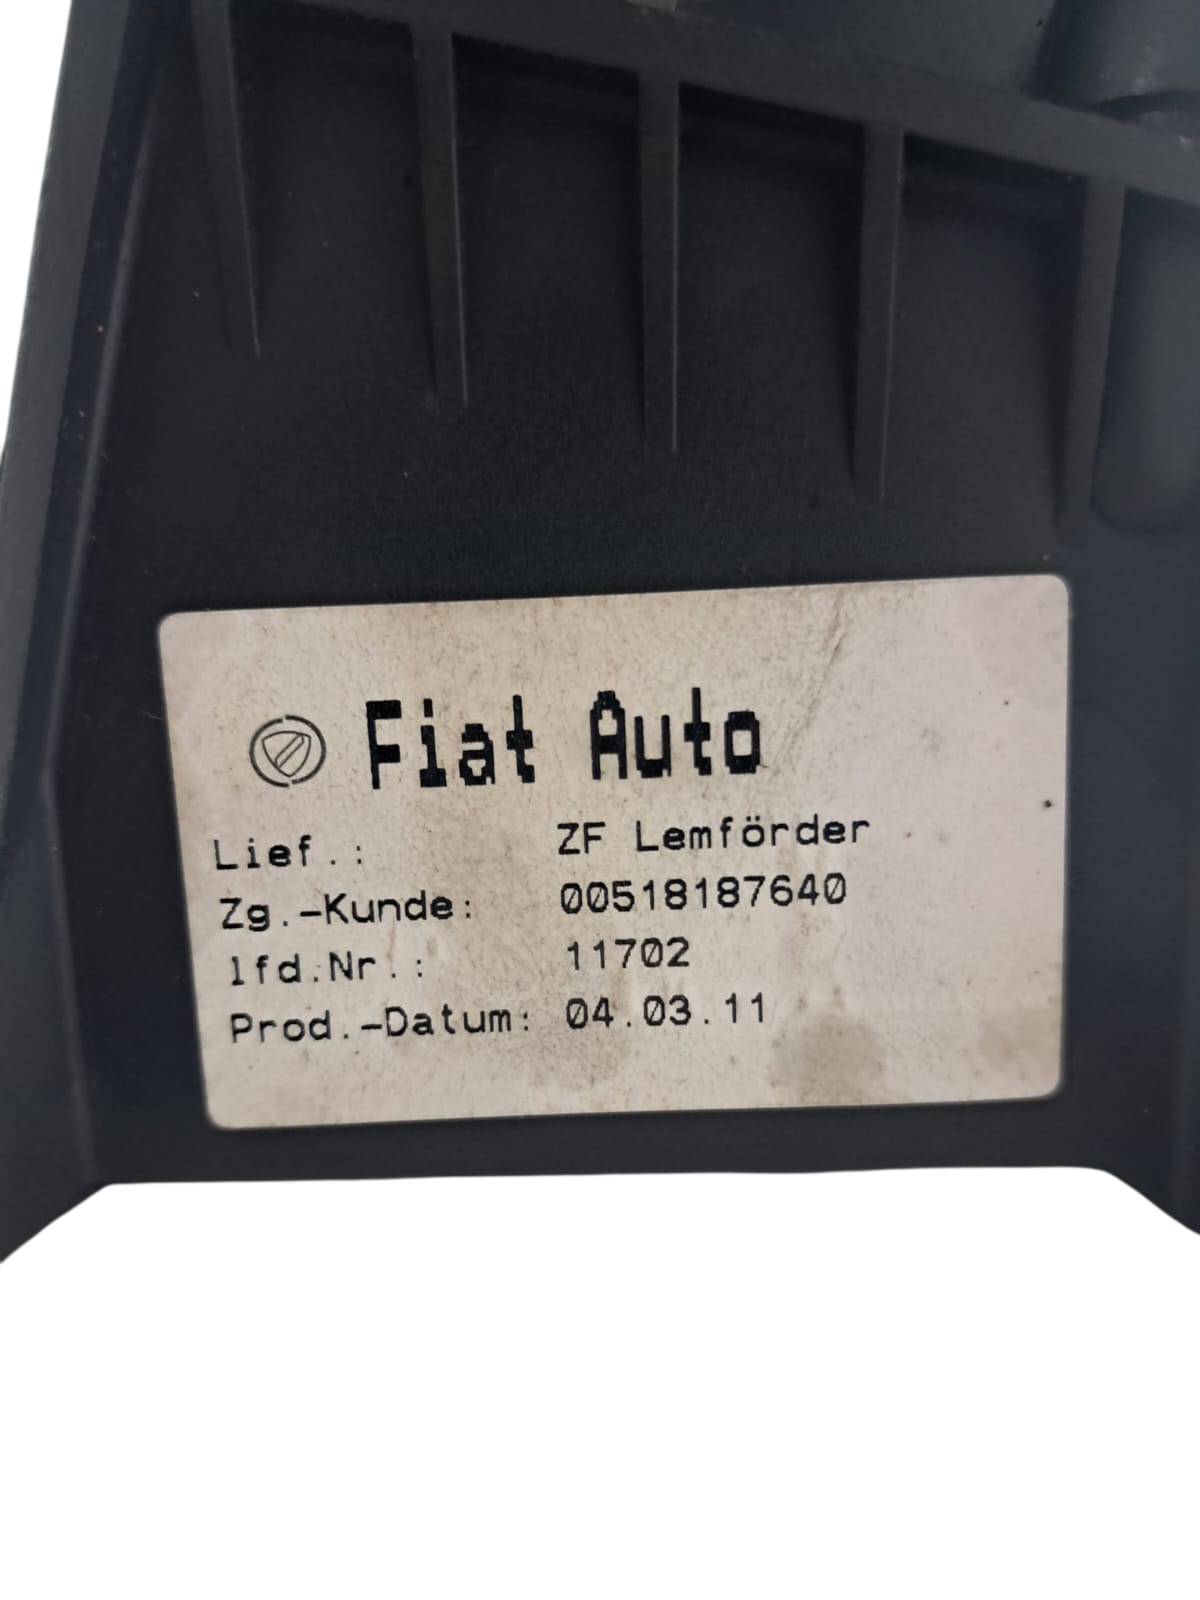 Fiat Auto
Lief.: ZF Lemförder
Zg.-Kunde: 00518187640
lfd.Nr.: 11702
Prod.-Datum: 04.03.11